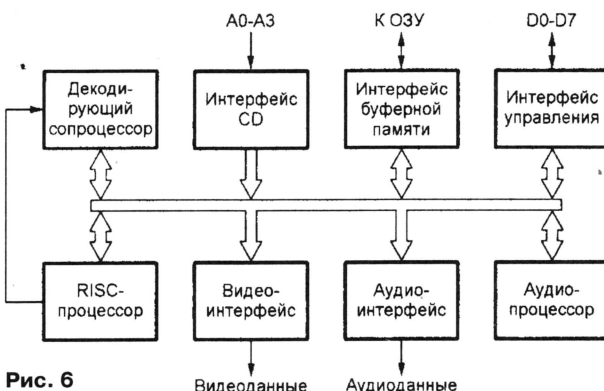 A0-A3
К ОЗУ
D0-D7
Декоди-
рующий
сопроцессор
Интерфейс
CD
Интерфейс
буферной
памяти
Интерфейс
управления
RISC-
процессор
Видео-
интерфейс
Аудио-
интерфейс
Аудио-
процессор
Рис. 6
Видеоданные
Аудиоданные